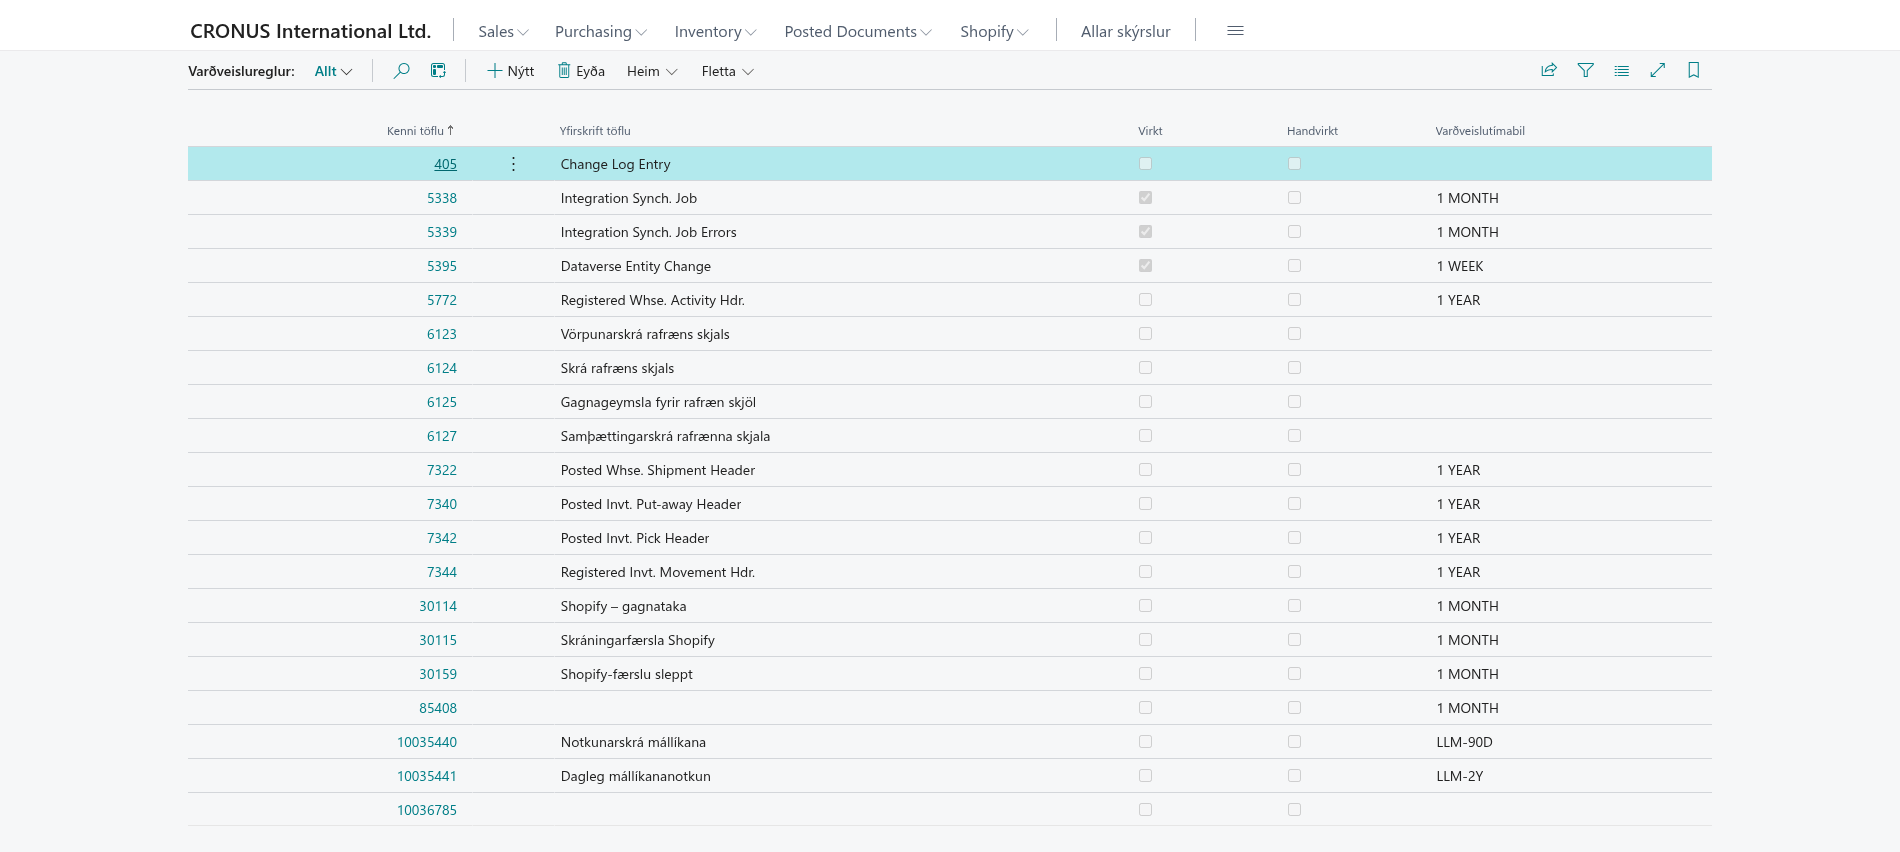 CRONUS International Ltd. Sales Purchasing Inventory Posted Documents Shopify Allar skýrslur
Varðveislureglur: Allt Nýtt Eyða Heim Fletta
Kenni töflu ↑ Yfirskrift töflu Virkt Handvirkt Varðveislutímabil
405 Change Log Entry
5338 Integration Synch. Job 1 MONTH
5339 Integration Synch. Job Errors 1 MONTH
5395 Dataverse Entity Change 1 WEEK
5772 Registered Whse. Activity Hdr. 1 YEAR
6123 Vörpunarskrá rafræns skjals
6124 Skrá rafræns skjals
6125 Gagnageymsla fyrir rafræn skjöl
6127 Samþættingarskrá rafrænna skjala
7322 Posted Whse. Shipment Header 1 YEAR
7340 Posted Invt. Put-away Header 1 YEAR
7342 Posted Invt. Pick Header 1 YEAR
7344 Registered Invt. Movement Hdr. 1 YEAR
30114 Shopify – gagnataka 1 MONTH
30115 Skráningarfærsla Shopify 1 MONTH
30159 Shopify-færslu sleppt 1 MONTH
85408 1 MONTH
10035440 Notkunarskrá mállíkana LLM-90D
10035441 Dagleg mállíkananotkun LLM-2Y
10036785